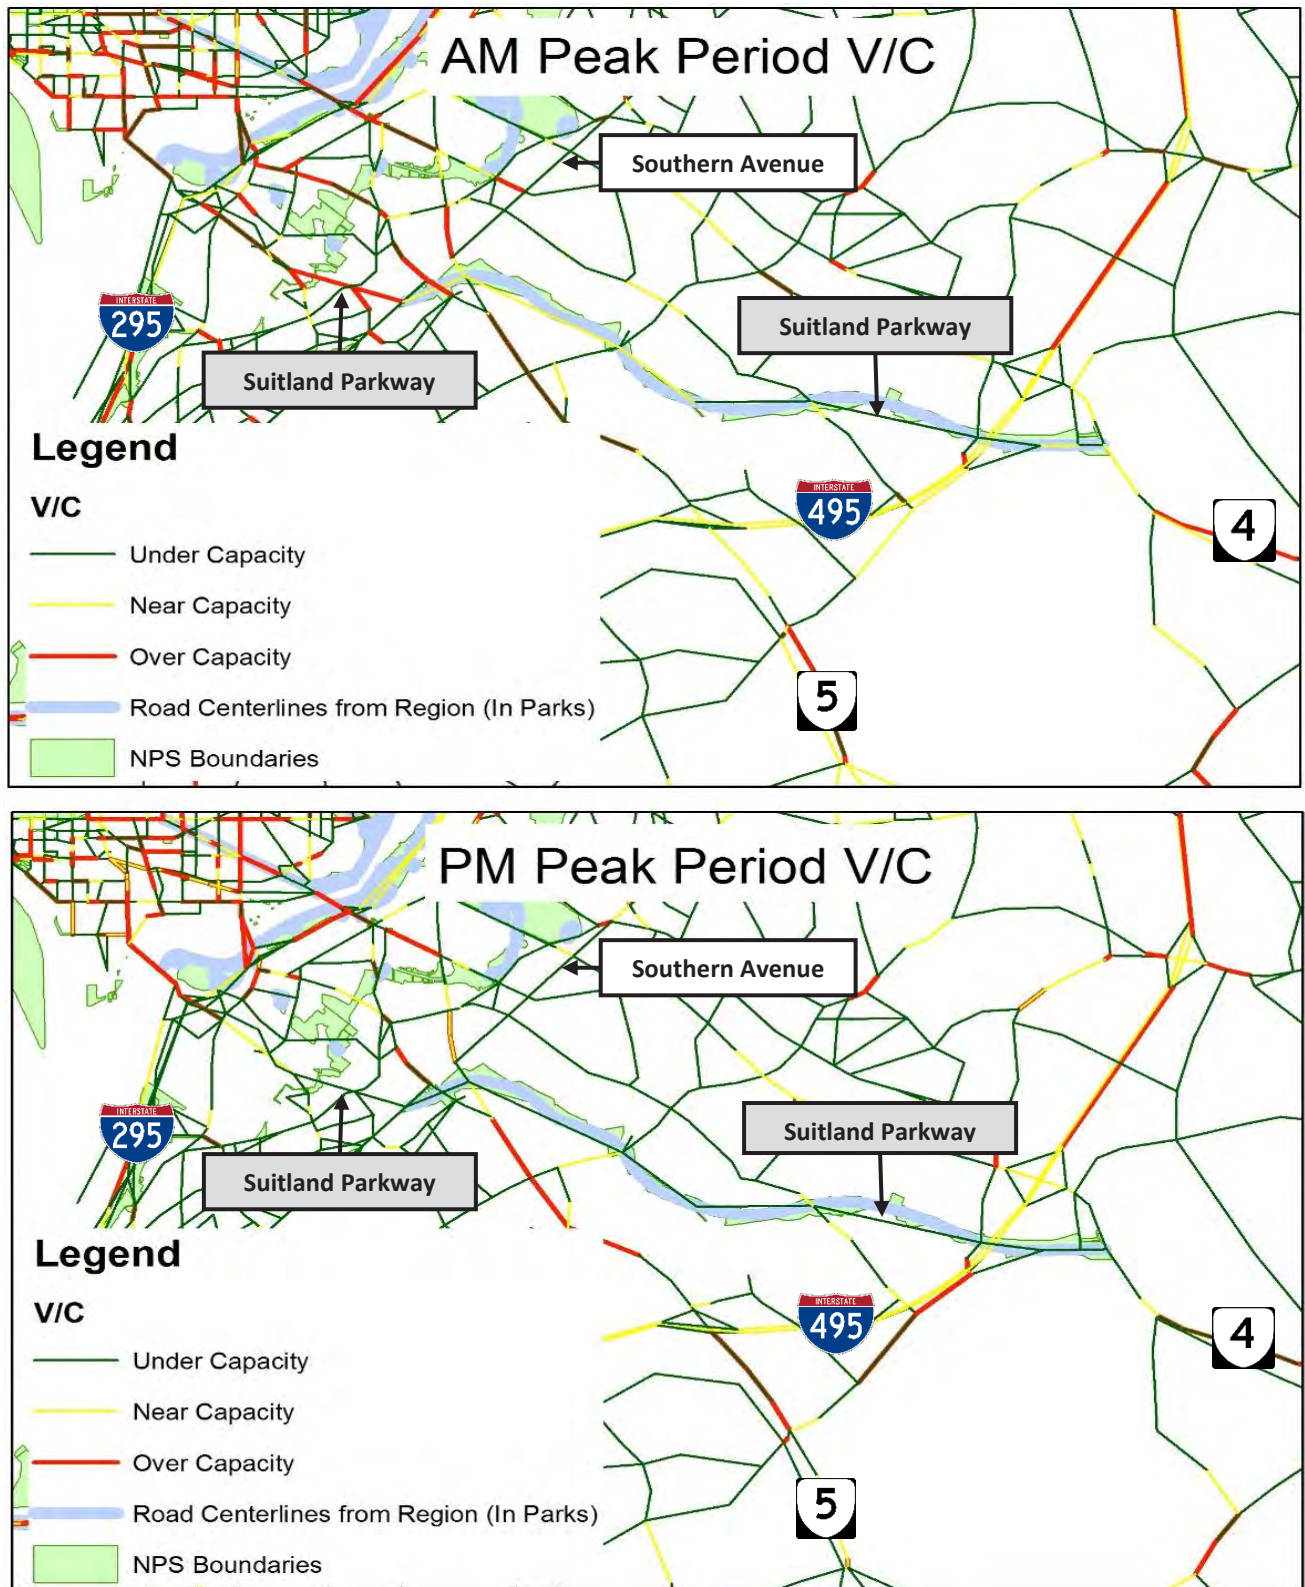 AM Peak Period V/C
Southern Avenue
Suitland Parkway
INTERSTATE
295
Suitland Parkway
Legend
V/C
Under Capacity
Near Capacity
Over Capacity
Road Centerlines from Region (In Parks)
NPS Boundaries
INTERSTATE
495
4
5
PM Peak Period V/C
Southern Avenue
Suitland Parkway
INTERSTATE
295
Suitland Parkway
Legend
V/C
Under Capacity
Near Capacity
Over Capacity
Road Centerlines from Region (In Parks)
NPS Boundaries
INTERSTATE
495
4
5